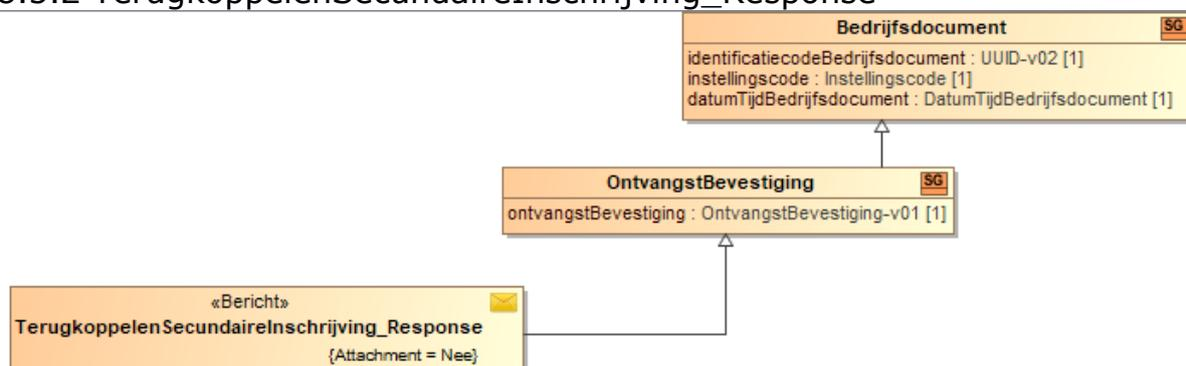 TerugkoppelenSecundaireInschrijving_Response
Bedrijfsdocument
SG
identificatiecodeBedrijfsdocument : UUID-v02 [1]
instellingscode : Instellingscode [1]
datumTijdBedrijfsdocument : DatumTijdBedrijfsdocument [1]
OntvangstBevestiging
SG
ontvangstBevestiging : OntvangstBevestiging-v01 [1]
«Bericht»
TerugkoppelenSecundaireInschrijving_Response
{Attachment = Nee}